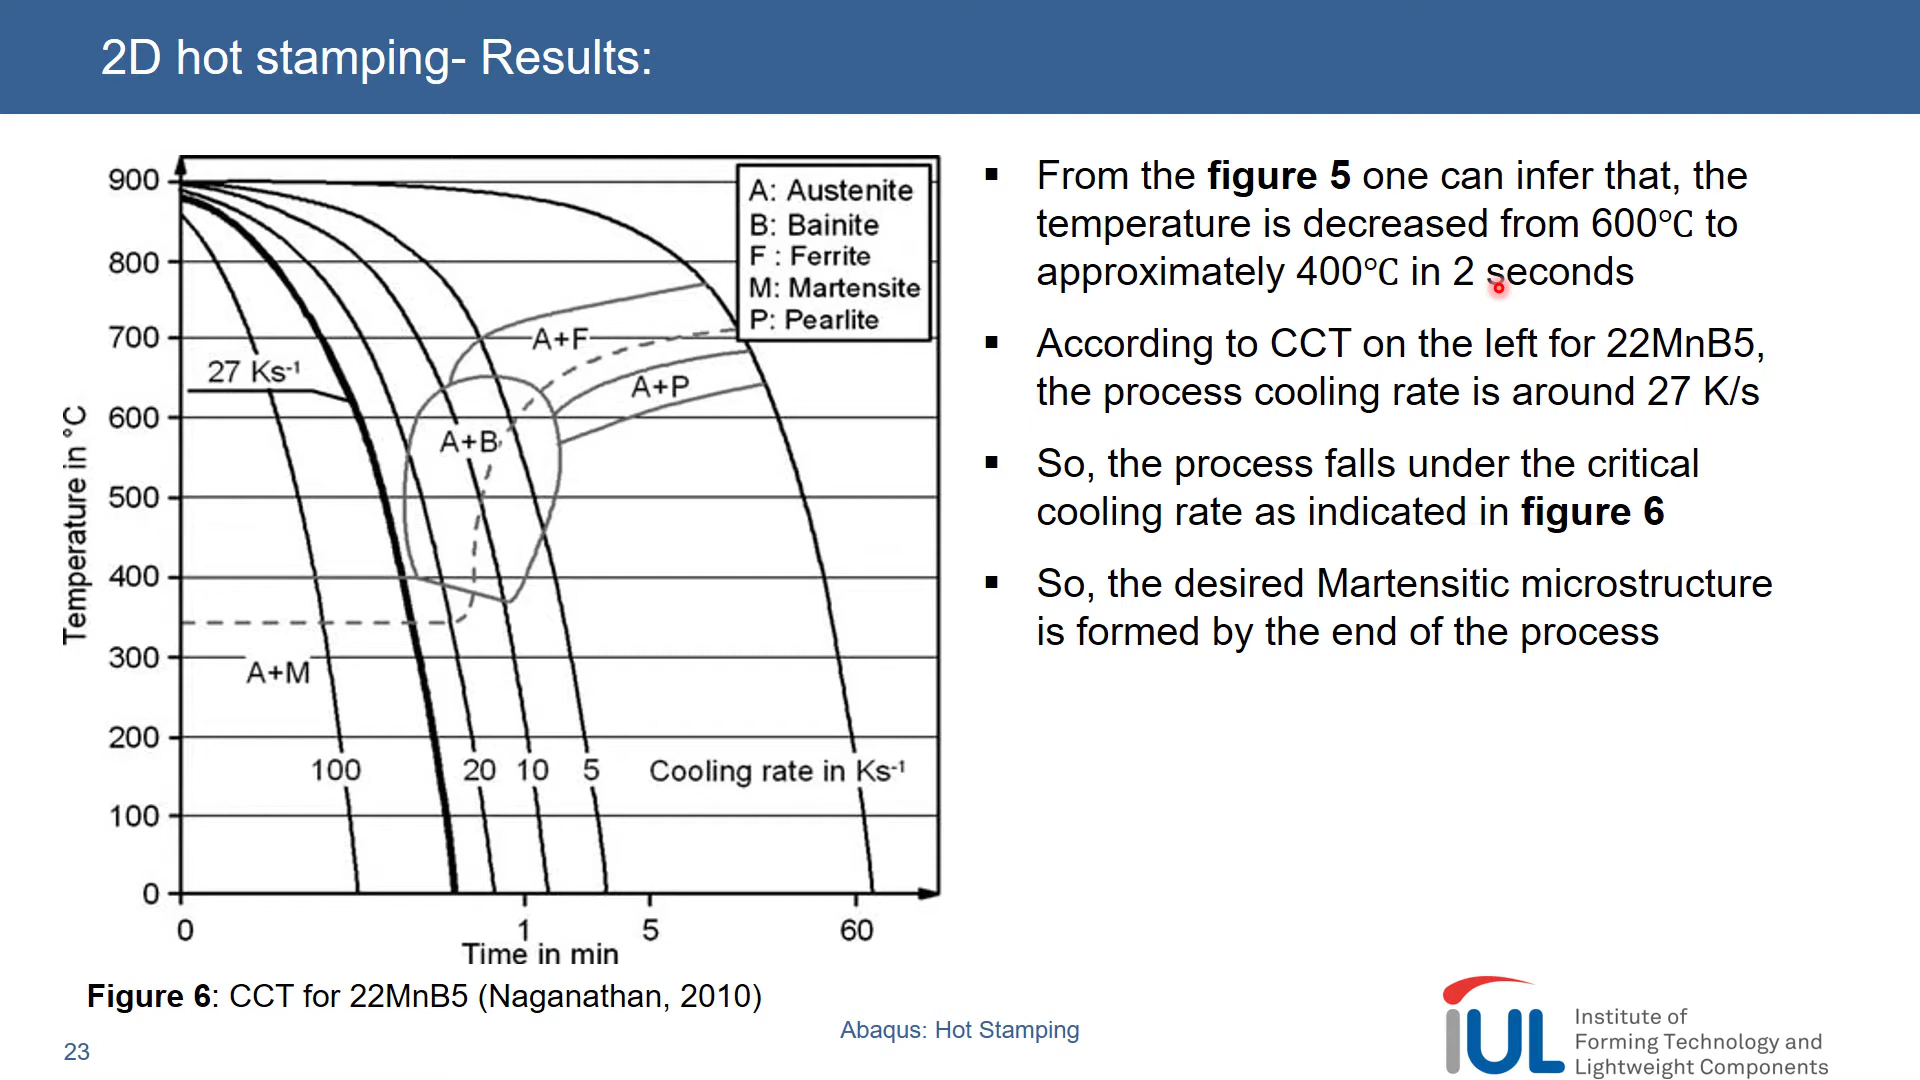 2D hot stamping- Results:
900
800
700
600
500
400
300
200
100
0
Temperature in °C
0
1
5
60
Time in min
A: Austenite
B: Bainite
F : Ferrite
M: Martensite
P: Pearlite
27 Ks⁻¹
A+F
A+P
A+B
A+M
100
20
10
5
Cooling rate in Ks⁻¹
Figure 6: CCT for 22MnB5 (Naganathan, 2010)
▪ From the figure 5 one can infer that, the
temperature is decreased from 600℃ to
approximately 400℃ in 2 seconds
▪ According to CCT on the left for 22MnB5,
the process cooling rate is around 27 K/s
▪ So, the process falls under the critical
cooling rate as indicated in figure 6
▪ So, the desired Martensitic microstructure
is formed by the end of the process
23
Abaqus: Hot Stamping
IUL
Institute of
Forming Technology and
Lightweight Components